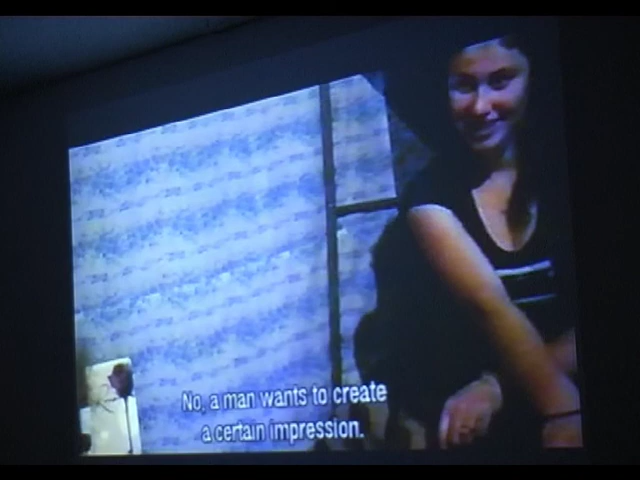 No, a man wants to create
a certain impression.